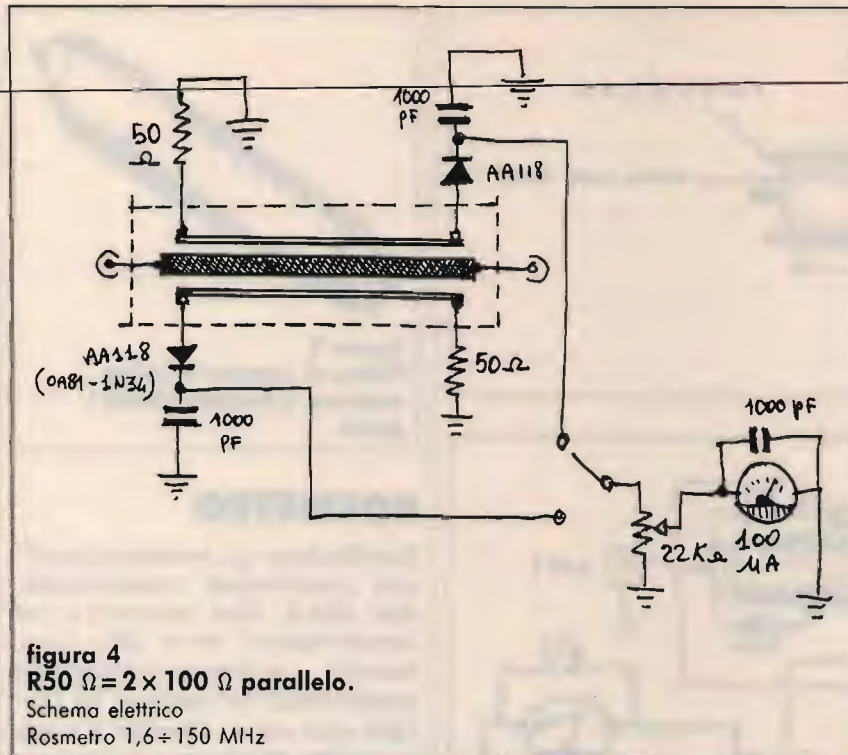 50
Ω
1000
PF
AA118
AA118
(OA81-1N34)
1000
PF
50Ω
1000 pF
22KΩ
100
µA
figura 4
R50 Ω = 2 × 100 Ω parallelo.
Schema elettrico
Rosmetro 1,6÷150 MHz